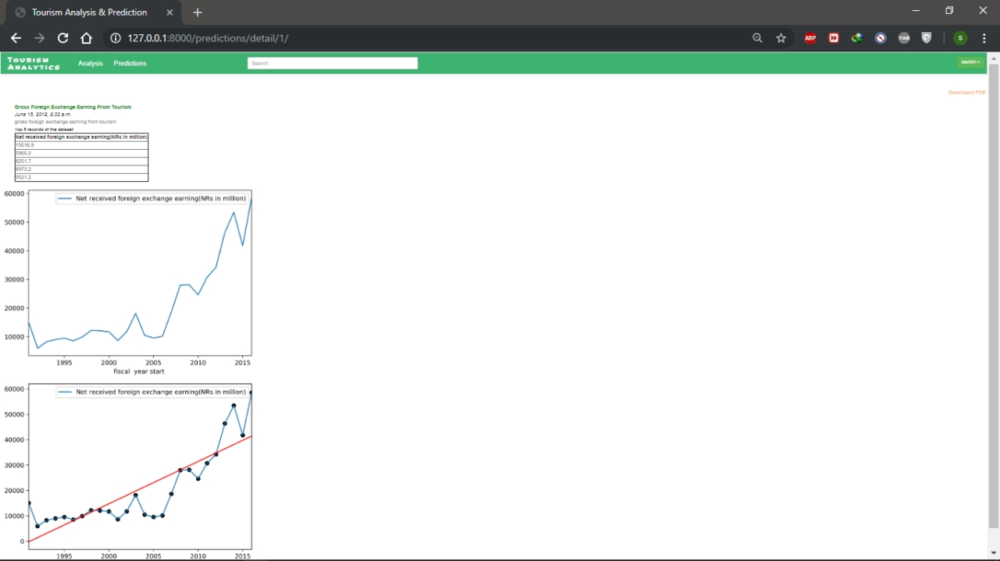 Tourism Analysis & Prediction
127.0.0.1:8000/predictions/detail/1/
ABP
YAB
S
TOURISM
ANALYTICS
Analysis
Predictions
Search
Download PDF
Gross Foreign Exchange Earning From Tourism
June 15, 2019, 9:32 a.m.
gross foreign exchange earning from tourism
Top 5 records of the dataset
Net received foreign exchange earning(NRs in million)
15016.9
8251.7
8973.2
9521.2
Net received foreign exchange earning(NRs in million)
60000
50000
40000
30000
20000
10000
1995 2000 2005 2010 2015
fiscal year start
Net received foreign exchange earning(NRs in million)
60000
50000
40000
30000
20000
10000
0
1995 2000 2005 2010 2015